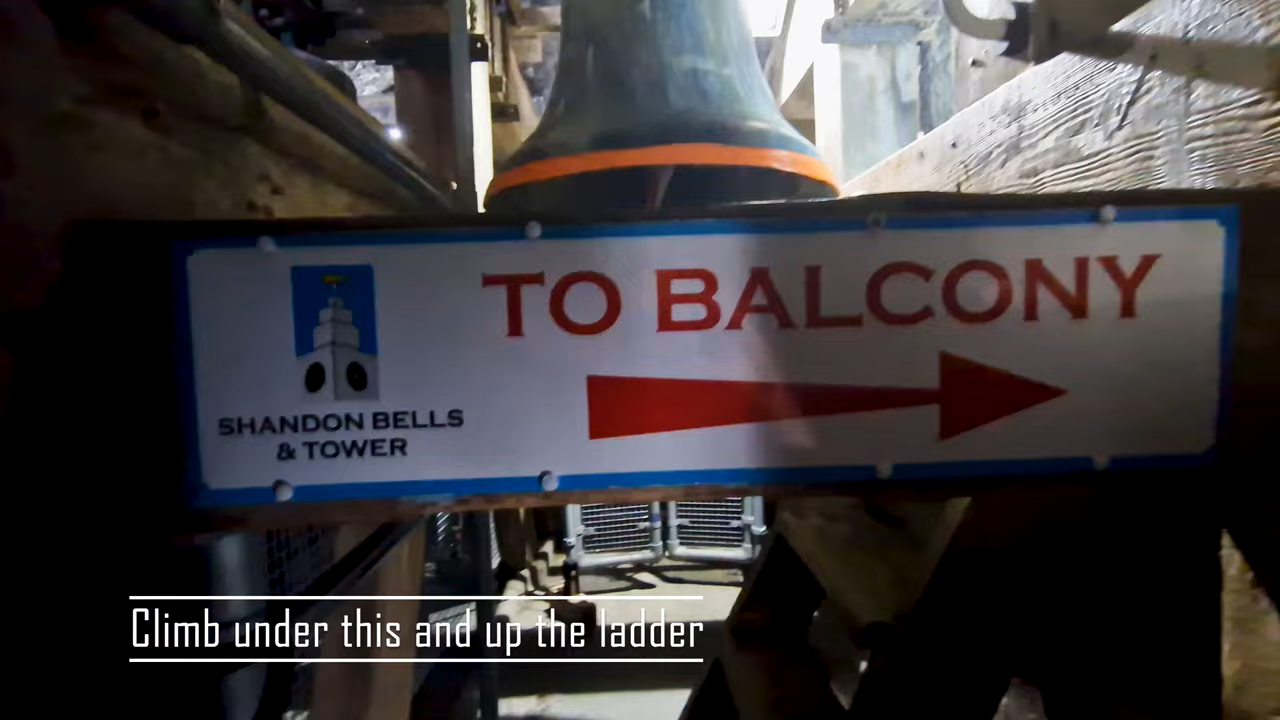 TO BALCONY
SHANDON BELLS
& TOWER
Climb under this and up the ladder